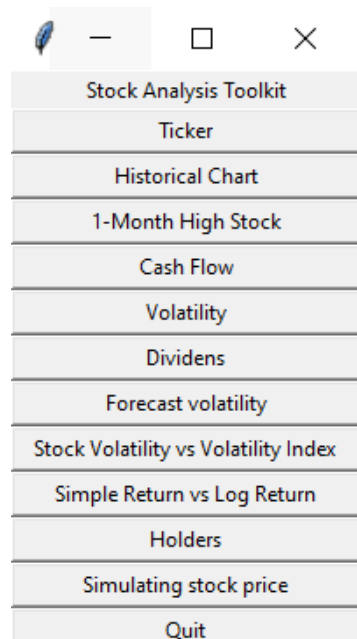 Stock Analysis Toolkit
Ticker
Historical Chart
1-Month High Stock
Cash Flow
Volatility
Dividens
Forecast volatility
Stock Volatility vs Volatility Index
Simple Return vs Log Return
Holders
Simulating stock price
Quit